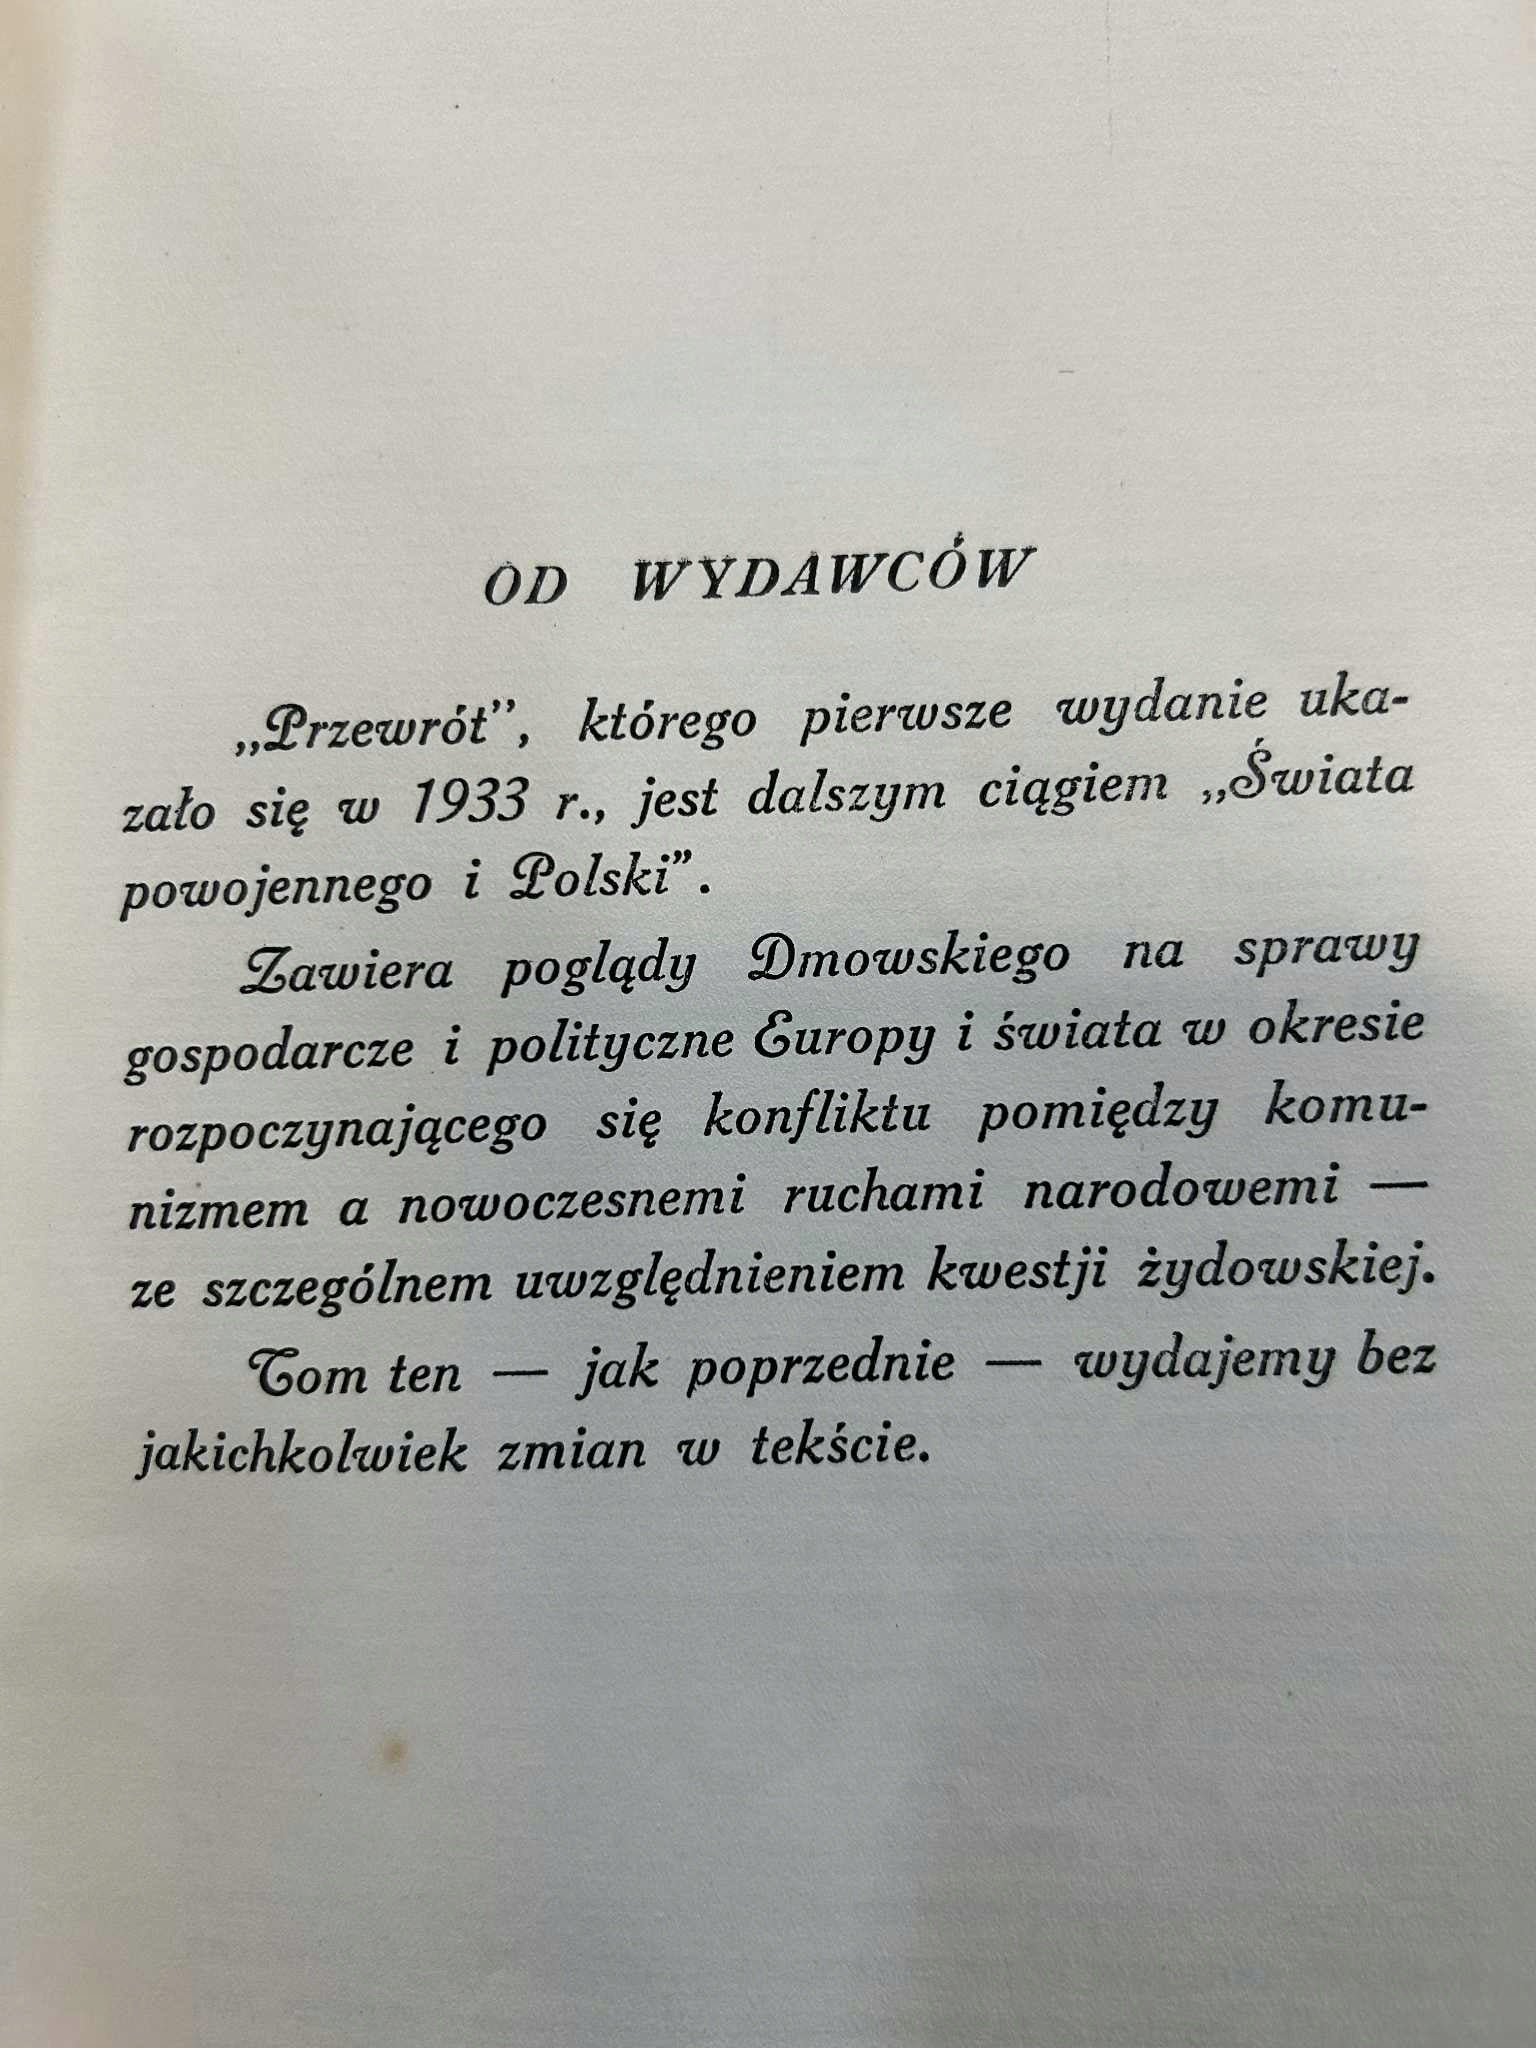 OD WYDAWCÓW
„Przewrót”, którego pierwsze wydanie uka-
zało się w 1933 r., jest dalszym ciągiem „Świata
powojennego i Polski”.
Zawiera poglądy Dmowskiego na sprawy
gospodarcze i polityczne Europy i świata w okresie
rozpoczynającego się konfliktu pomiędzy komu-
nizmem a nowoczesnemi ruchami narodowemi —
ze szczególnem uwzględnieniem kwestji żydowskiej.
Tom ten — jak poprzednie — wydajemy bez
jakichkolwiek zmian w tekście.